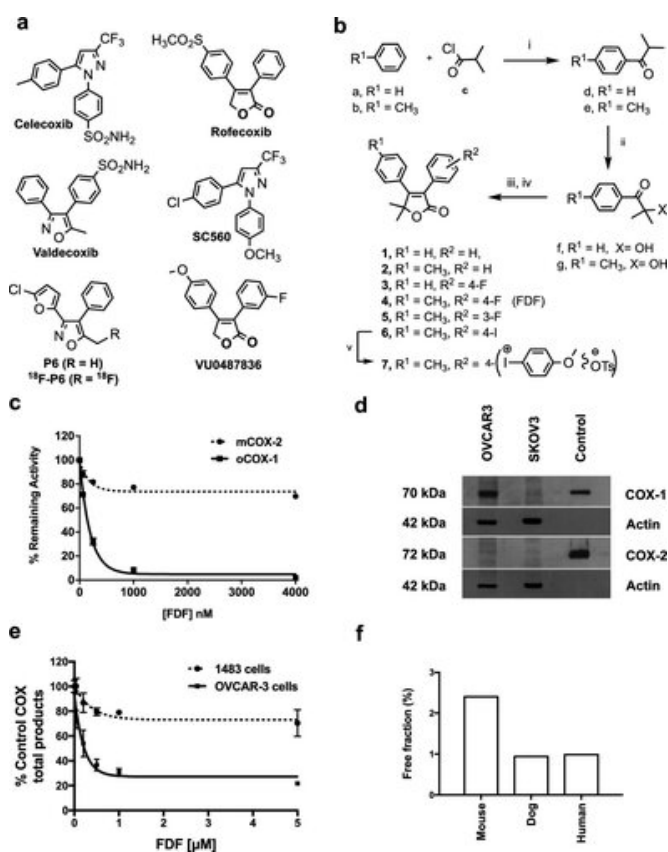 a
CF3
N
N
Celecoxib
SO2NH2
CH3O2S
O
O
Rofecoxib
SO2NH2
N
O
Valdecoxib
CF3
Cl
N
N
SC560
OCH3
Cl
O
N
O
R
P6 (R = H)
18F-P6 (R = 18F)
O
F
O
O
VU0487836
b
R1
+
Cl
O
i
R1
O
a, R1 = H
b, R1 = CH3
c
d, R1 = H
e, R1 = CH3
ii
R1
R2
O
O
iii, iv
R1
O
X
f, R1 = H, X= OH
g, R1 = CH3, X= OH
1, R1 = H, R2 = H,
2, R1 = CH3, R2 = H
3, R1 = H, R2 = 4-F
4, R1 = CH3, R2 = 4-F (FDF)
5, R1 = CH3, R2 = 3-F
6, R1 = CH3, R2 = 4-I
v
7, R1 = CH3, R2 = 4-
I
⊕
O
⊖
OTs
c
% Remaining Activity
120
100
80
60
40
20
0
mCOX-2
oCOX-1
0
1000
2000
3000
4000
[FDF] nM
d
OVCAR3
SKOV3
Control
70 kDa
COX-1
42 kDa
Actin
72 kDa
COX-2
42 kDa
Actin
e
% Control COX
total products
120
100
80
60
40
20
0
1483 cells
OVCAR-3 cells
0
1
2
3
4
5
FDF [µM]
f
Free fraction (%)
3
2
1
0
Mouse
Dog
Human